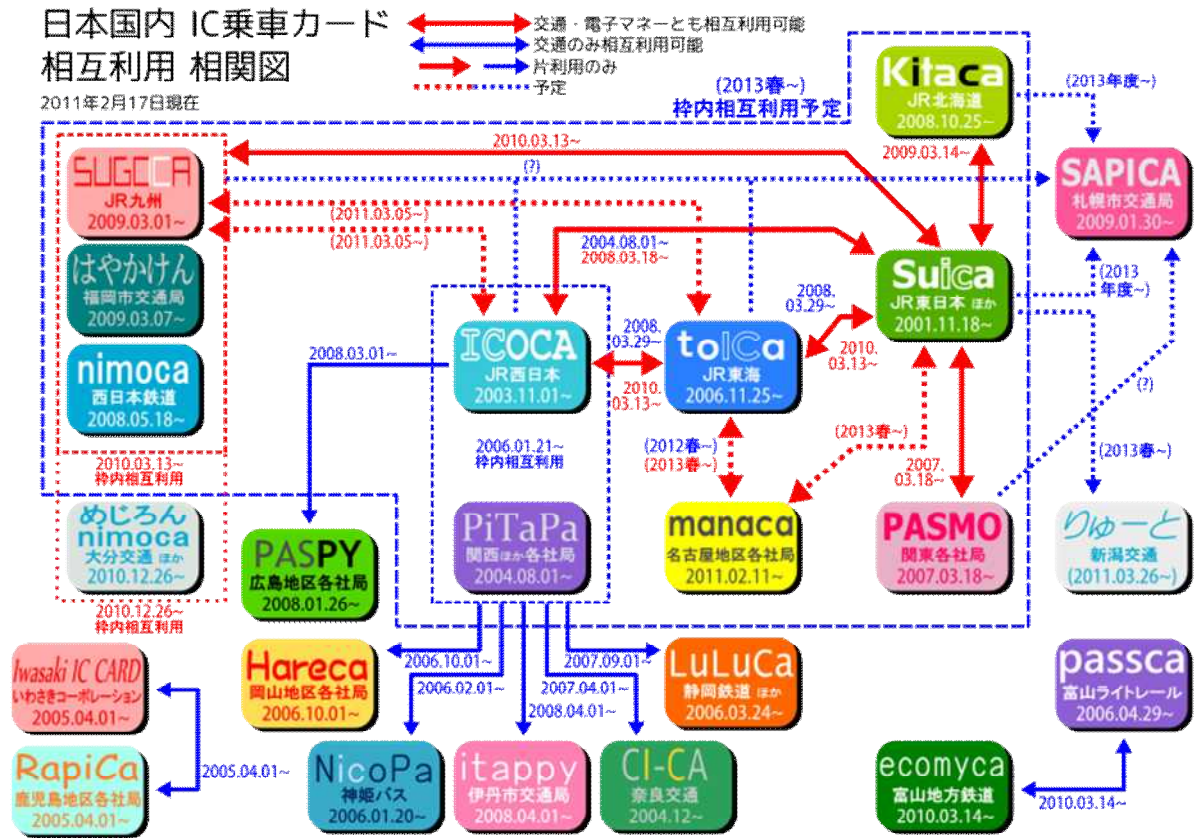 日本国内 IC乗車カード
相互利用 相関図
2011年2月17日現在
交通・電子マネーとも相互利用可能
交通のみ相互利用可能
片利用のみ
予定
(2013春~)
枠内相互利用予定
Kitaca
JR北海道
2008.10.25~
(2013年度~)
2009.03.14~
2010.03.13~
(?)
SUGOCA
JR九州
2009.03.01~
SAPICA
札幌市交通局
2009.01.30~
(2011.03.05~)
(2011.03.05~)
2004.08.01~
2008.03.18~
はやかけん
福岡市交通局
2009.03.07~
Suica
JR東日本 ほか
2001.11.18~
(2013
年度~)
2008.
03.29~
2008.
03.29~
ICOCA
JR西日本
2003.11.01~
toICa
JR東海
2006.11.25~
2008.03.01~
nimoca
西日本鉄道
2008.05.18~
2010.
03.13~
2010.
03.13~
(?)
2006.01.21~
枠内相互利用
(2012春~)
(2013春~)
(2013春~)
(2013春~)
2010.03.13~
枠内相互利用
2007.
03.18~
めじろん
nimoca
大分交通 ほか
2010.12.26~
PASPY
広島地区各社局
2008.01.26~
PiTaPa
関西ほか各社局
2004.08.01~
manaca
名古屋地区各社局
2011.02.11~
PASMO
関東各社局
2007.03.18~
りゅーと
新潟交通
(2011.03.26~)
2010.12.26~
枠内相互利用
Iwasaki IC CARD
いわさきコーポレーション
2005.04.01~
Hareca
岡山地区各社局
2006.10.01~
2006.10.01~
2006.02.01~
2007.09.01~
2007.04.01~
2008.04.01~
LuLuCa
静岡鉄道 ほか
2006.03.24~
passca
富山ライトレール
2006.04.29~
RapiCa
鹿児島地区各社局
2005.04.01~
2005.04.01~
NicoPa
神姫バス
2006.01.20~
itappy
伊丹市交通局
2008.04.01~
CI-CA
奈良交通
2004.12~
ecomyca
富山地方鉄道
2010.03.14~
2010.03.14~